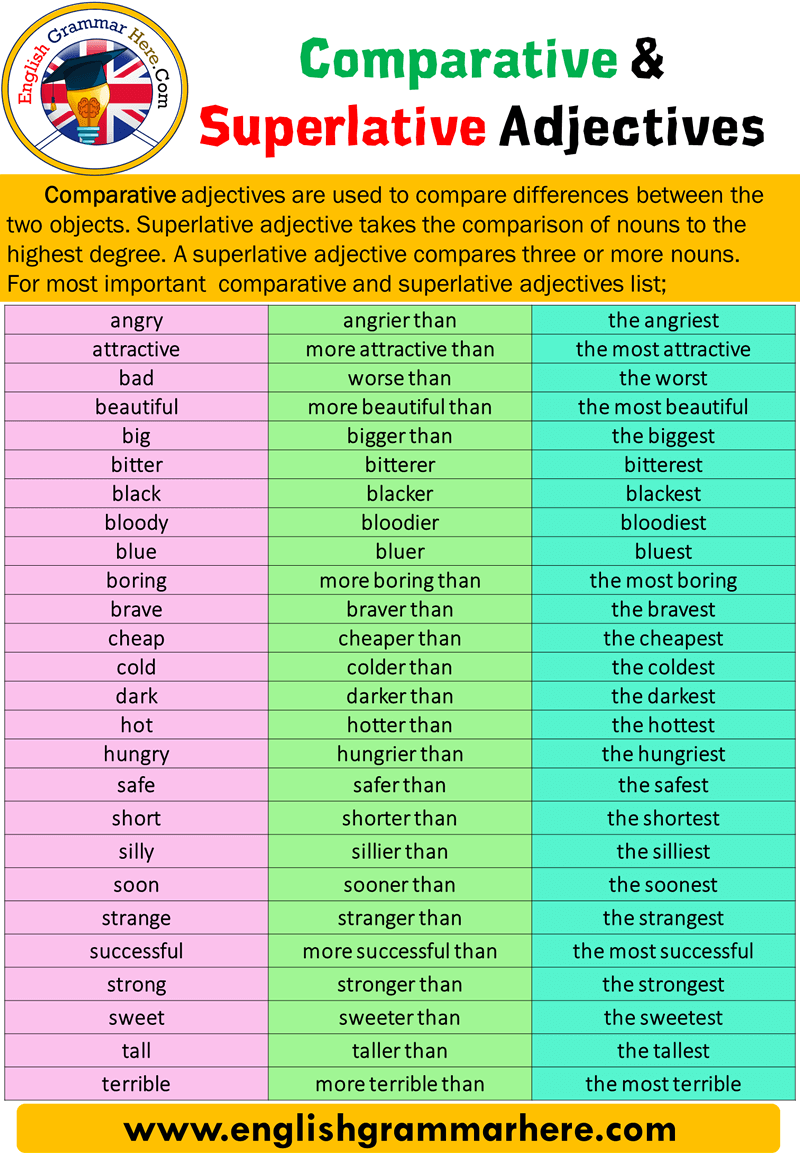 English Grammar Here.Com
Comparative &
Superlative Adjectives
Comparative adjectives are used to compare differences between the
two objects. Superlative adjective takes the comparison of nouns to the
highest degree. A superlative adjective compares three or more nouns.
For most important comparative and superlative adjectives list;
angry angrier than the angriest
attractive more attractive than the most attractive
bad worse than the worst
beautiful more beautiful than the most beautiful
big bigger than the biggest
bitter bitterer bitterest
black blacker blackest
bloody bloodier bloodiest
blue bluer bluest
boring more boring than the most boring
brave braver than the bravest
cheap cheaper than the cheapest
cold colder than the coldest
dark darker than the darkest
hot hotter than the hottest
hungry hungrier than the hungriest
safe safer than the safest
short shorter than the shortest
silly sillier than the silliest
soon sooner than the soonest
strange stranger than the strangest
successful more successful than the most successful
strong stronger than the strongest
sweet sweeter than the sweetest
tall taller than the tallest
terrible more terrible than the most terrible
www.englishgrammarhere.com